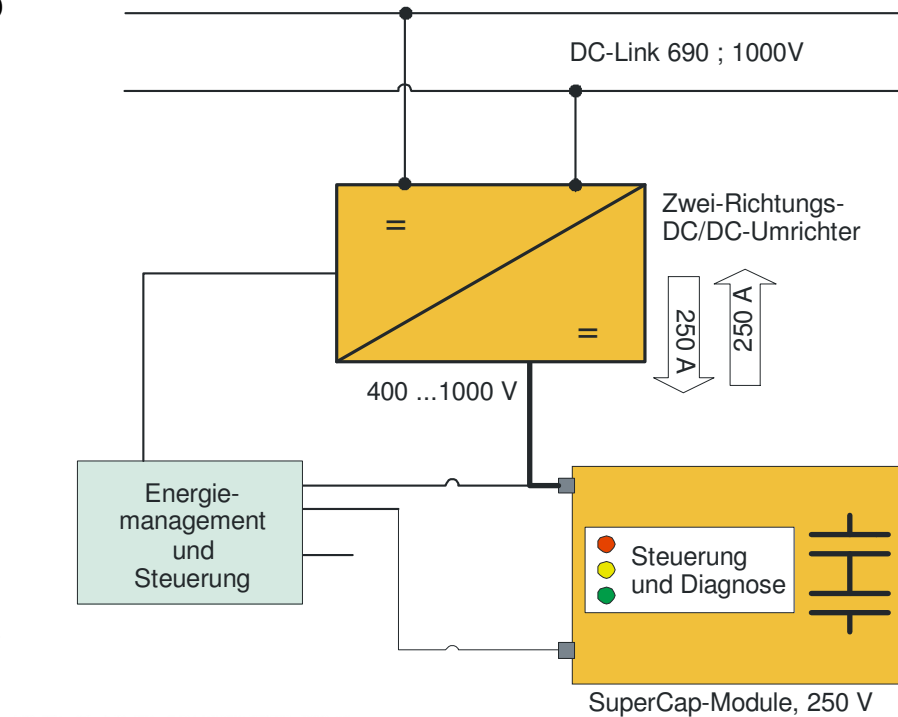 )
DC-Link 690 ; 1000V
Zwei-Richtungs-
DC/DC-Umrichter
=
=
250 A
250 A
400 ...1000 V
Energie-
management
und
Steuerung
Steuerung
und Diagnose
SuperCap-Module, 250 V